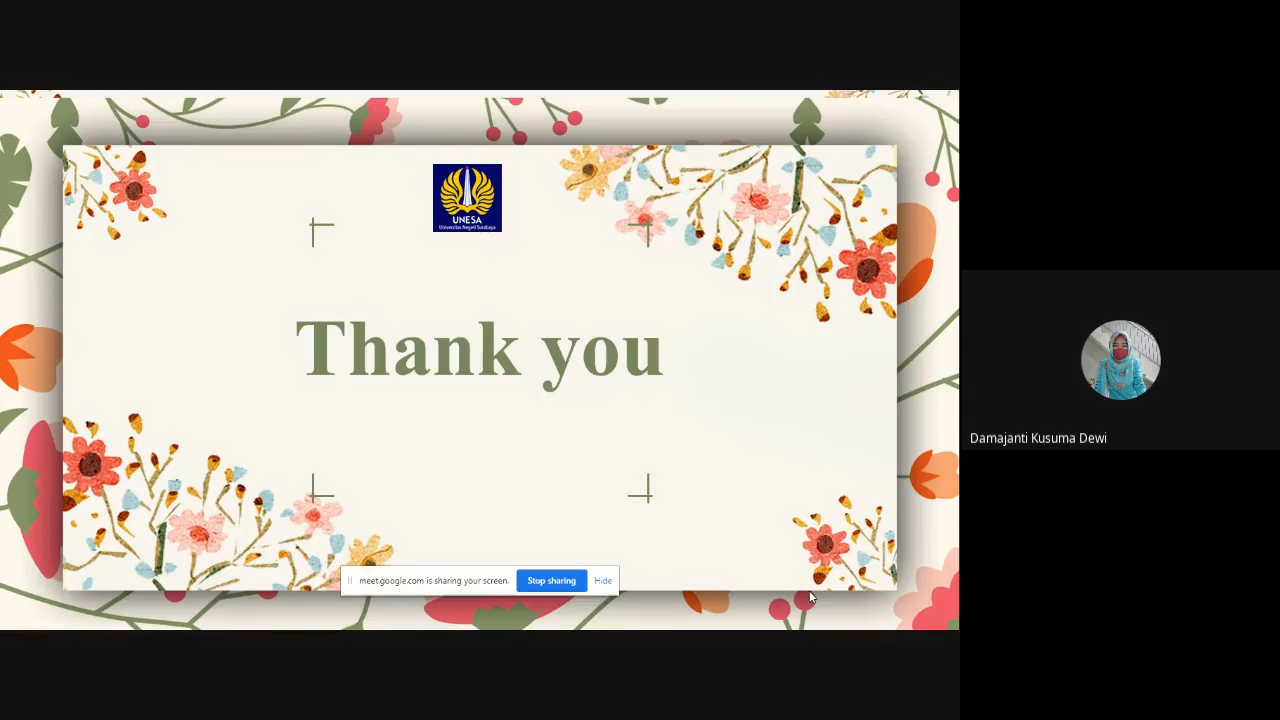 UNESA
Universitas Negeri Surabaya
Thank you
meet.google.com is sharing your screen.
Stop sharing
Hide
Damajanti Kusuma Dewi